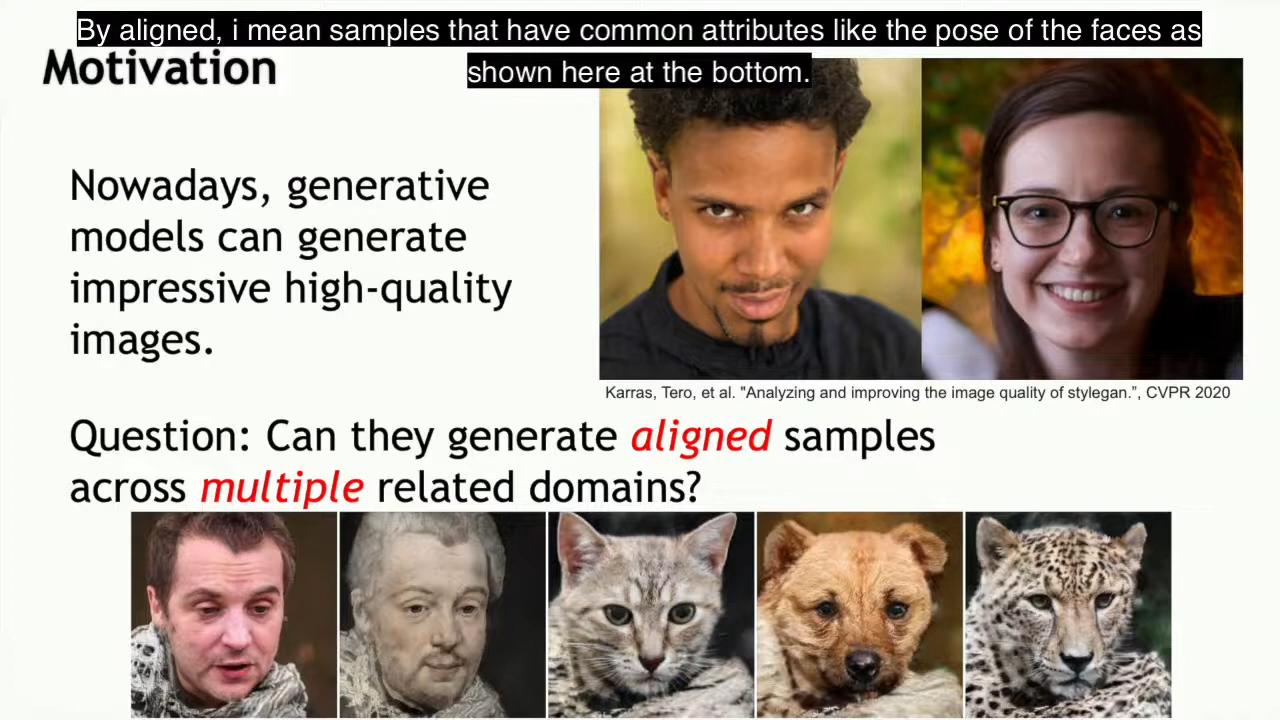 By aligned, i mean samples that have common attributes like the pose of the faces as
shown here at the bottom.
Motivation
Nowadays, generative
models can generate
impressive high-quality
images.
Karras, Tero, et al. "Analyzing and improving the image quality of stylegan.", CVPR 2020
Question: Can they generate aligned samples
across multiple related domains?